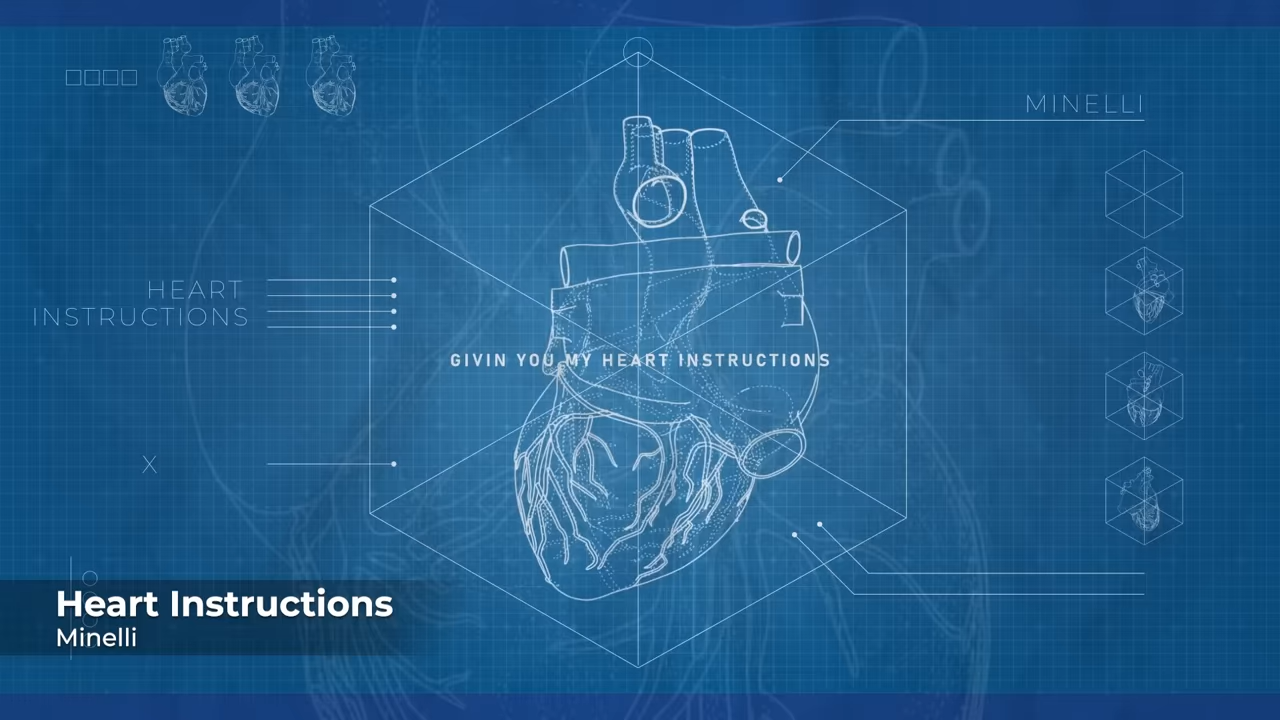 MINELLI
HEART
INSTRUCTIONS
GIVIN YOU MY HEART INSTRUCTIONS
X
Heart Instructions
Minelli